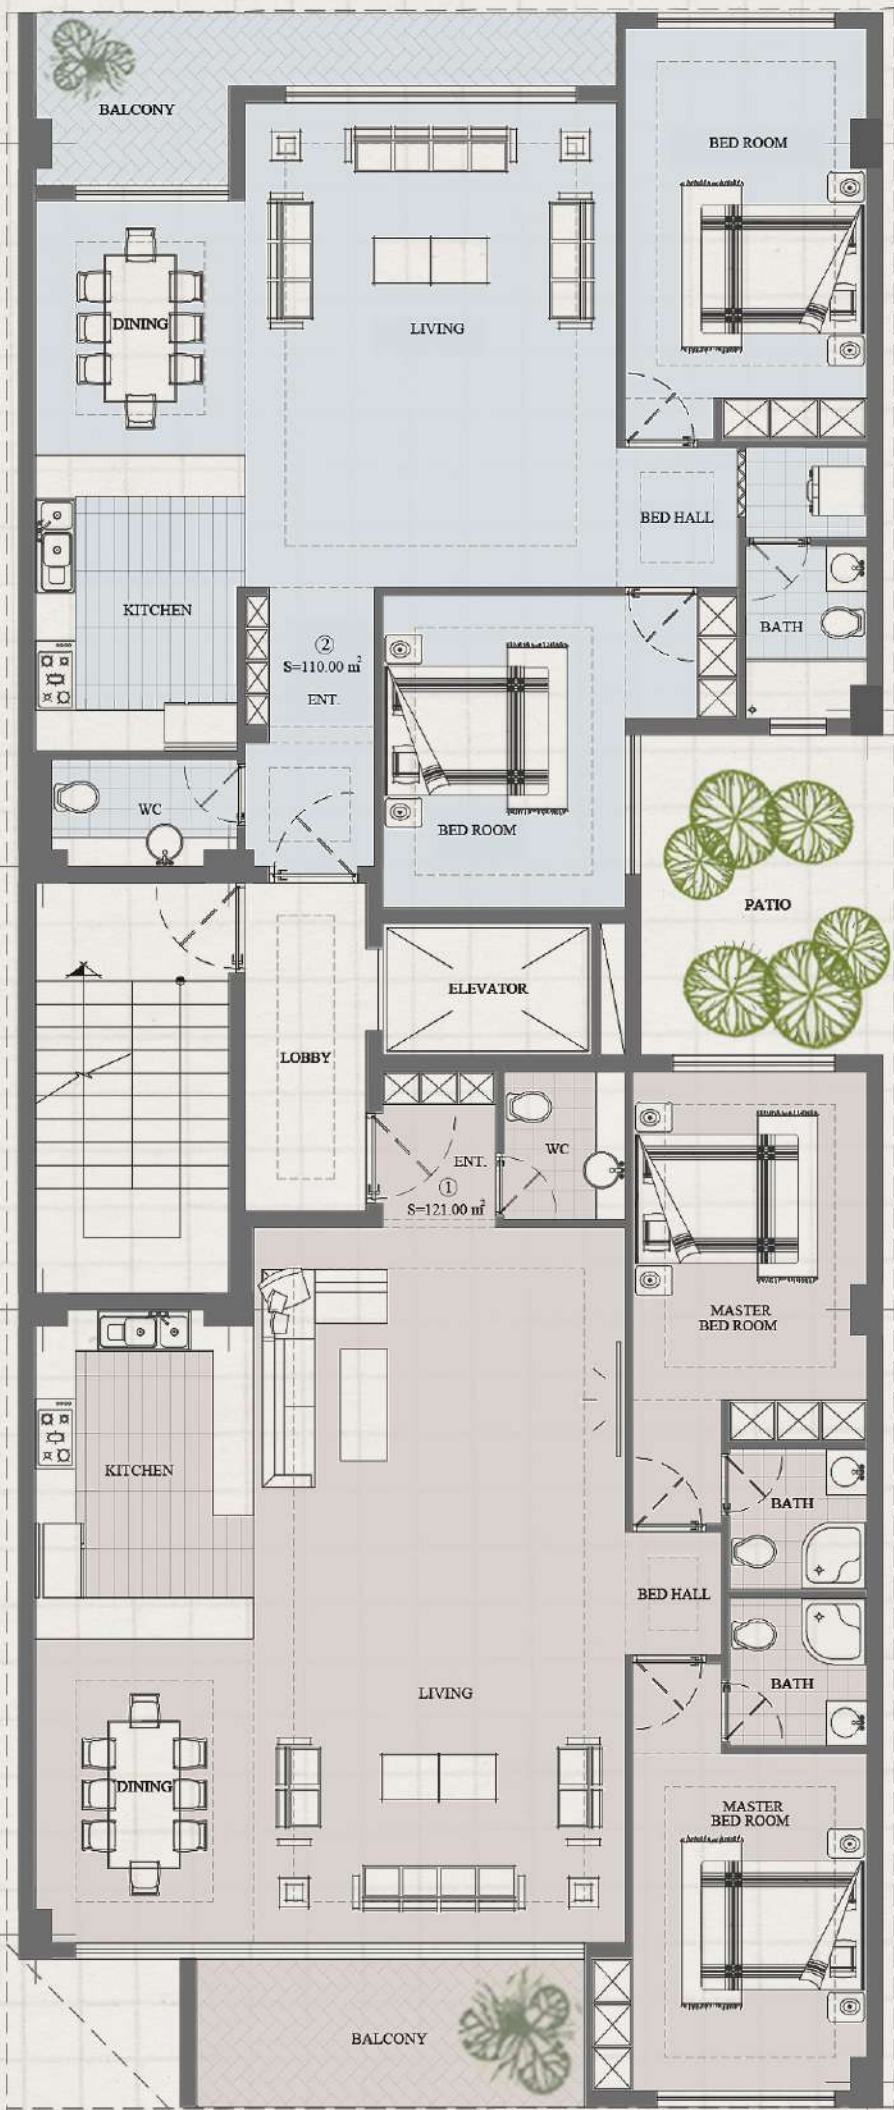 BALCONY
BED ROOM
DINING
LIVING
BED HALL
KITCHEN
BATH
②
S=110.00 m²
ENT.
WC
BED ROOM
PATIO
ELEVATOR
LOBBY
WC
ENT.
①
S=121.00 m²
MASTER
BED ROOM
KITCHEN
BATH
BED HALL
BATH
LIVING
DINING
MASTER
BED ROOM
BALCONY